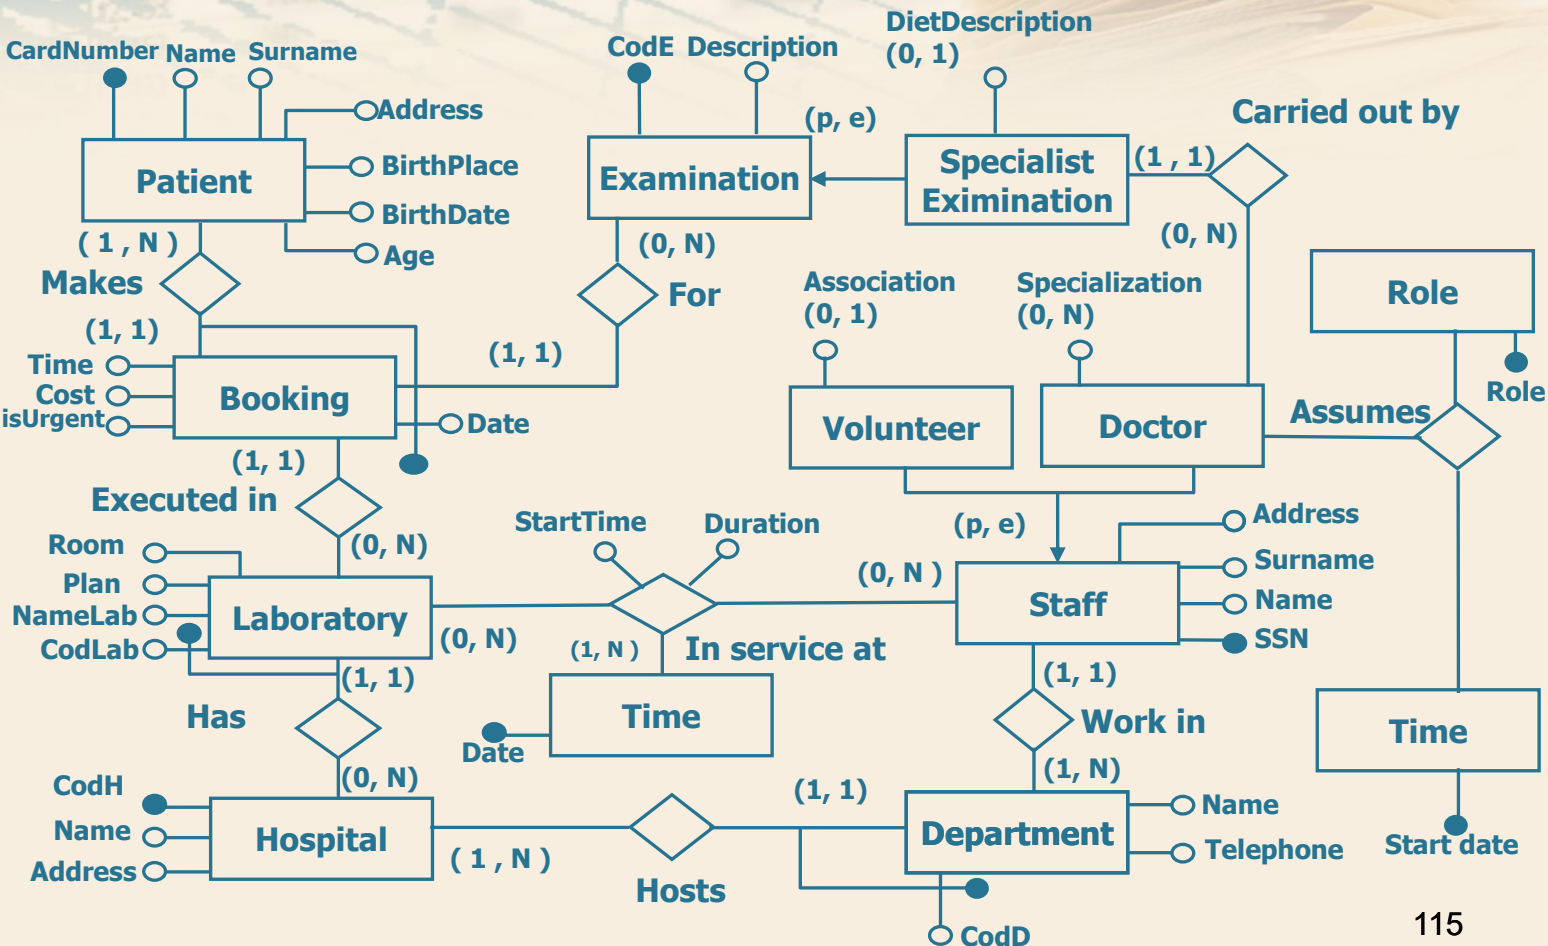 DietDescription
(0, 1)
CardNumber Name Surname
CodE Description
Address
(p, e)
Carried out by
Patient
BirthPlace
Examination
Specialist
Eximination
(1 , 1)
BirthDate
( 1 , N )
Age
(0, N)
(0, N)
Makes
For
Association
(0, 1)
Specialization
(0, N)
Role
(1, 1)
(1, 1)
Time
Cost
isUrgent
Booking
Date
Volunteer
Doctor
Assumes
Role
(1, 1)
Executed in
StartTime
Duration
(p, e)
Address
Room
(0, N)
Surname
Plan
(0, N )
Name
NameLab
Laboratory
Staff
CodLab
(0, N)
(1, N )
In service at
SSN
(1, 1)
(1, 1)
Has
Time
Work in
Time
Date
(0, N)
(1, N)
CodH
(1, 1)
Name
Name
Hospital
Department
Address
( 1 , N )
Telephone
Start date
Hosts
CodD
115